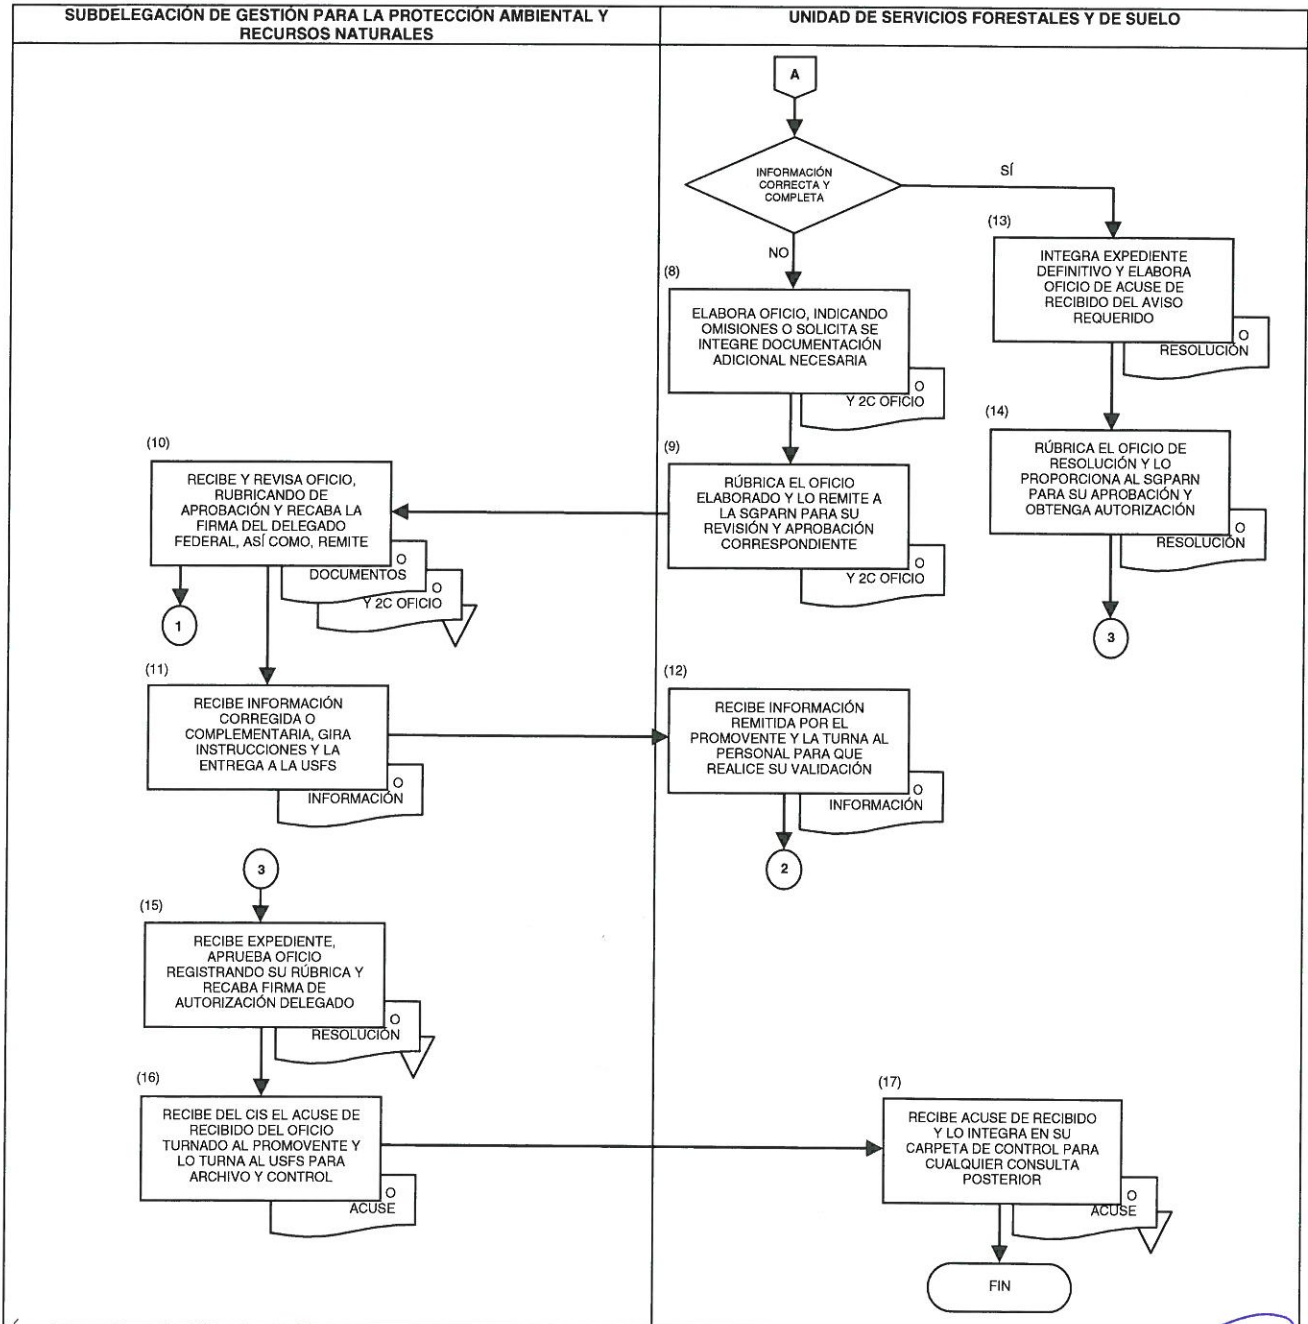 SUBDELEGACIÓN DE GESTIÓN PARA LA PROTECCIÓN AMBIENTAL Y
RECURSOS NATURALES
UNIDAD DE SERVICIOS FORESTALES Y DE SUELO
A
INFORMACIÓN
CORRECTA Y
COMPLETA
SÍ
NO
(13)
INTEGRA EXPEDIENTE
DEFINITIVO Y ELABORA
OFICIO DE ACUSE DE
RECIBIDO DEL AVISO
REQUERIDO
O
RESOLUCIÓN
(8)
ELABORA OFICIO, INDICANDO
OMISIONES O SOLICITA SE
INTEGRE DOCUMENTACIÓN
ADICIONAL NECESARIA
O
Y 2C OFICIO
(14)
RÚBRICA EL OFICIO DE
RESOLUCIÓN Y LO
PROPORCIONA AL SGPARN
PARA SU APROBACIÓN Y
OBTENGA AUTORIZACIÓN
O
RESOLUCIÓN
3
(9)
RÚBRICA EL OFICIO
ELABORADO Y LO REMITE A
LA SGPARN PARA SU
REVISIÓN Y APROBACIÓN
CORRESPONDIENTE
O
Y 2C OFICIO
(10)
RECIBE Y REVISA OFICIO,
RUBRICANDO DE
APROBACIÓN Y RECABA LA
FIRMA DEL DELEGADO
FEDERAL, ASÍ COMO, REMITE
O
DOCUMENTOS
O
Y 2C OFICIO
1
(11)
RECIBE INFORMACIÓN
CORREGIDA O
COMPLEMENTARIA, GIRA
INSTRUCCIONES Y LA
ENTREGA A LA USFS
O
INFORMACIÓN
(12)
RECIBE INFORMACIÓN
REMITIDA POR EL
PROMOVENTE Y LA TURNA AL
PERSONAL PARA QUE
REALICE SU VALIDACIÓN
O
INFORMACIÓN
2
3
(15)
RECIBE EXPEDIENTE,
APRUEBA OFICIO
REGISTRANDO SU RÚBRICA Y
RECABA FIRMA DE
AUTORIZACIÓN DELEGADO
O
RESOLUCIÓN
(16)
RECIBE DEL CIS EL ACUSE DE
RECIBIDO DEL OFICIO
TURNADO AL PROMOVENTE Y
LO TURNA AL USFS PARA
ARCHIVO Y CONTROL
O
ACUSE
(17)
RECIBE ACUSE DE RECIBIDO
Y LO INTEGRA EN SU
CARPETA DE CONTROL PARA
CUALQUIER CONSULTA
POSTERIOR
O
ACUSE
FIN